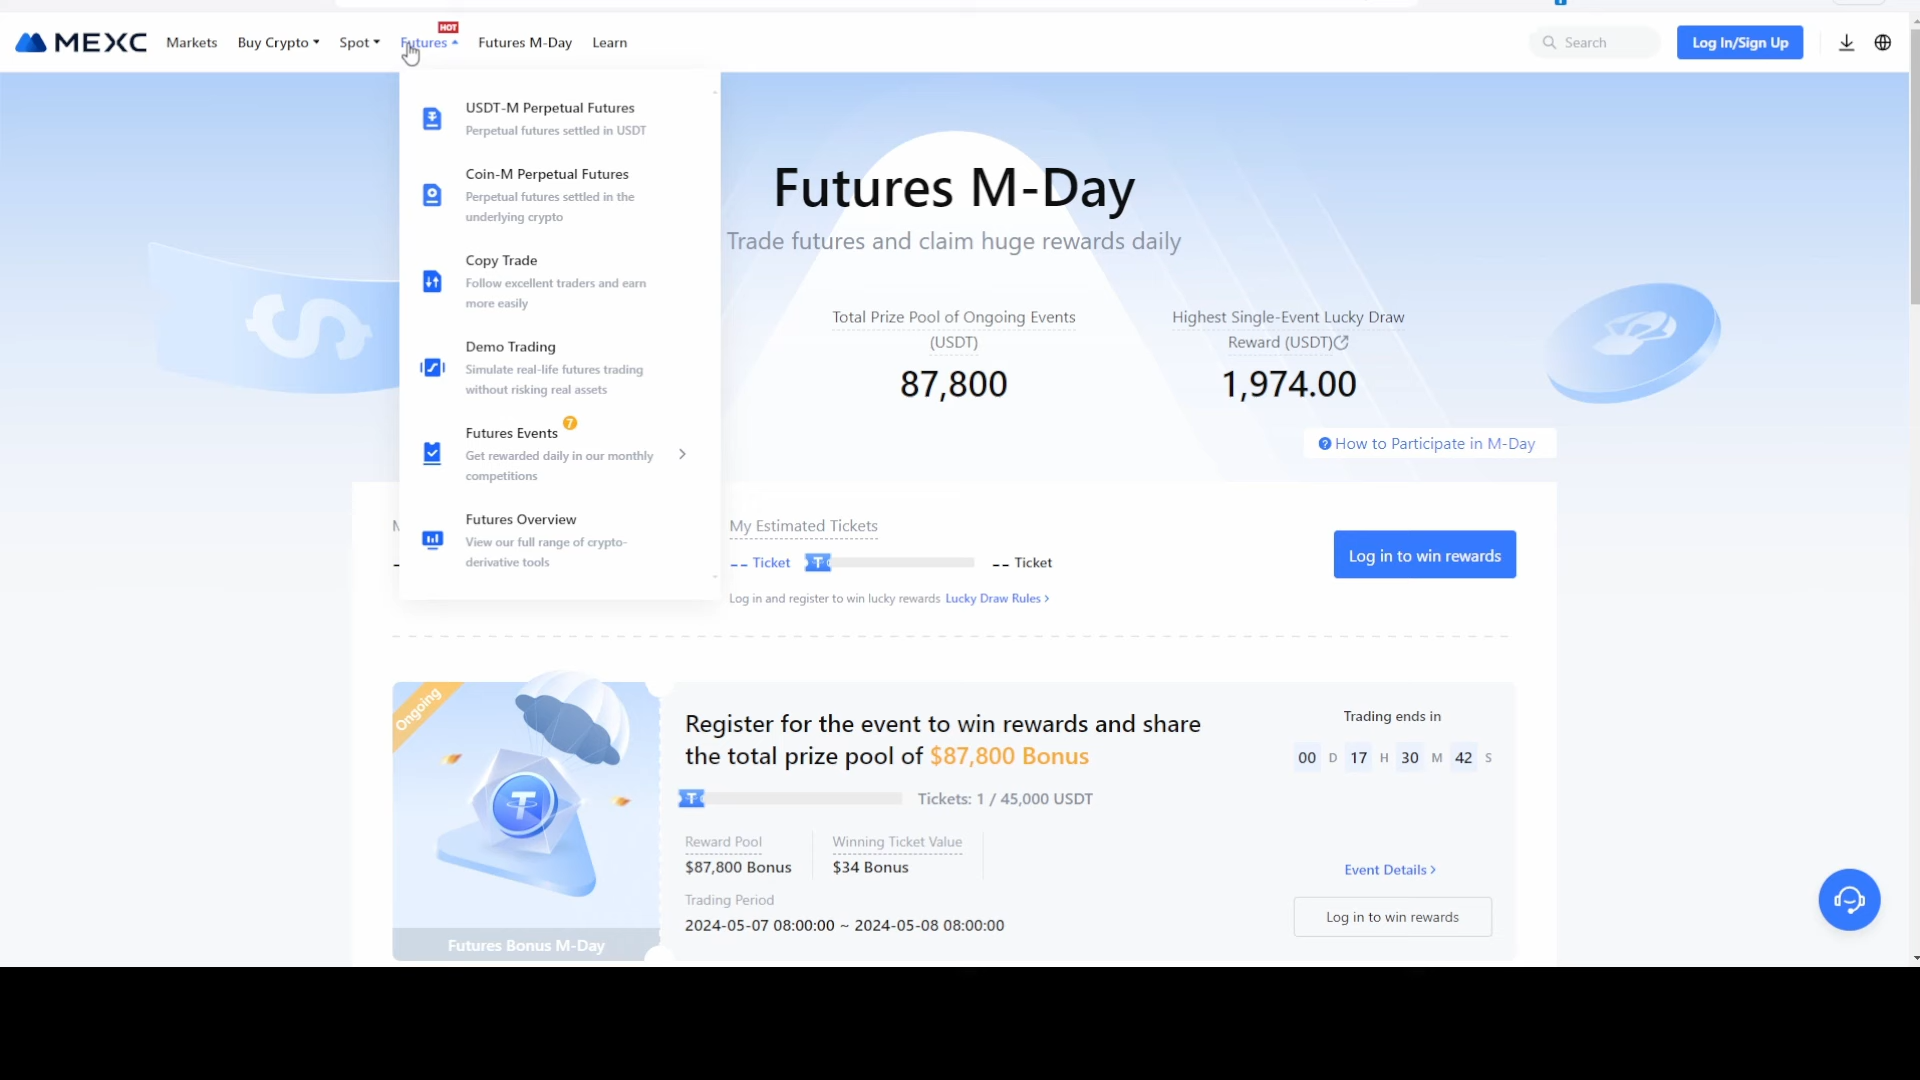 MEXC
Markets
Buy Crypto
Spot
Futures
HOT
Futures M-Day
Learn
Search
Log In/Sign Up
USDT-M Perpetual Futures
Perpetual futures settled in USDT
Coin-M Perpetual Futures
Perpetual futures settled in the
underlying crypto
Copy Trade
Follow excellent traders and earn
more easily
Demo Trading
Simulate real-life futures trading
without risking real assets
Futures Events
7
Get rewarded daily in our monthly
competitions
Futures Overview
View our full range of crypto-
derivative tools
Futures M-Day
Trade futures and claim huge rewards daily
Total Prize Pool of Ongoing Events
(USDT)
87,800
Highest Single-Event Lucky Draw
Reward (USDT)
1,974.00
How to Participate in M-Day
My Estimated Tickets
-- Ticket
-- Ticket
Log in and register to win lucky rewards Lucky Draw Rules >
Log in to win rewards
Ongoing
Futures Bonus M-Day
Register for the event to win rewards and share
the total prize pool of $87,800 Bonus
Tickets: 1 / 45,000 USDT
Reward Pool
$87,800 Bonus
Winning Ticket Value
$34 Bonus
Trading Period
2024-05-07 08:00:00 ~ 2024-05-08 08:00:00
Trading ends in
00 D 17 H 30 M 42 S
Event Details >
Log in to win rewards